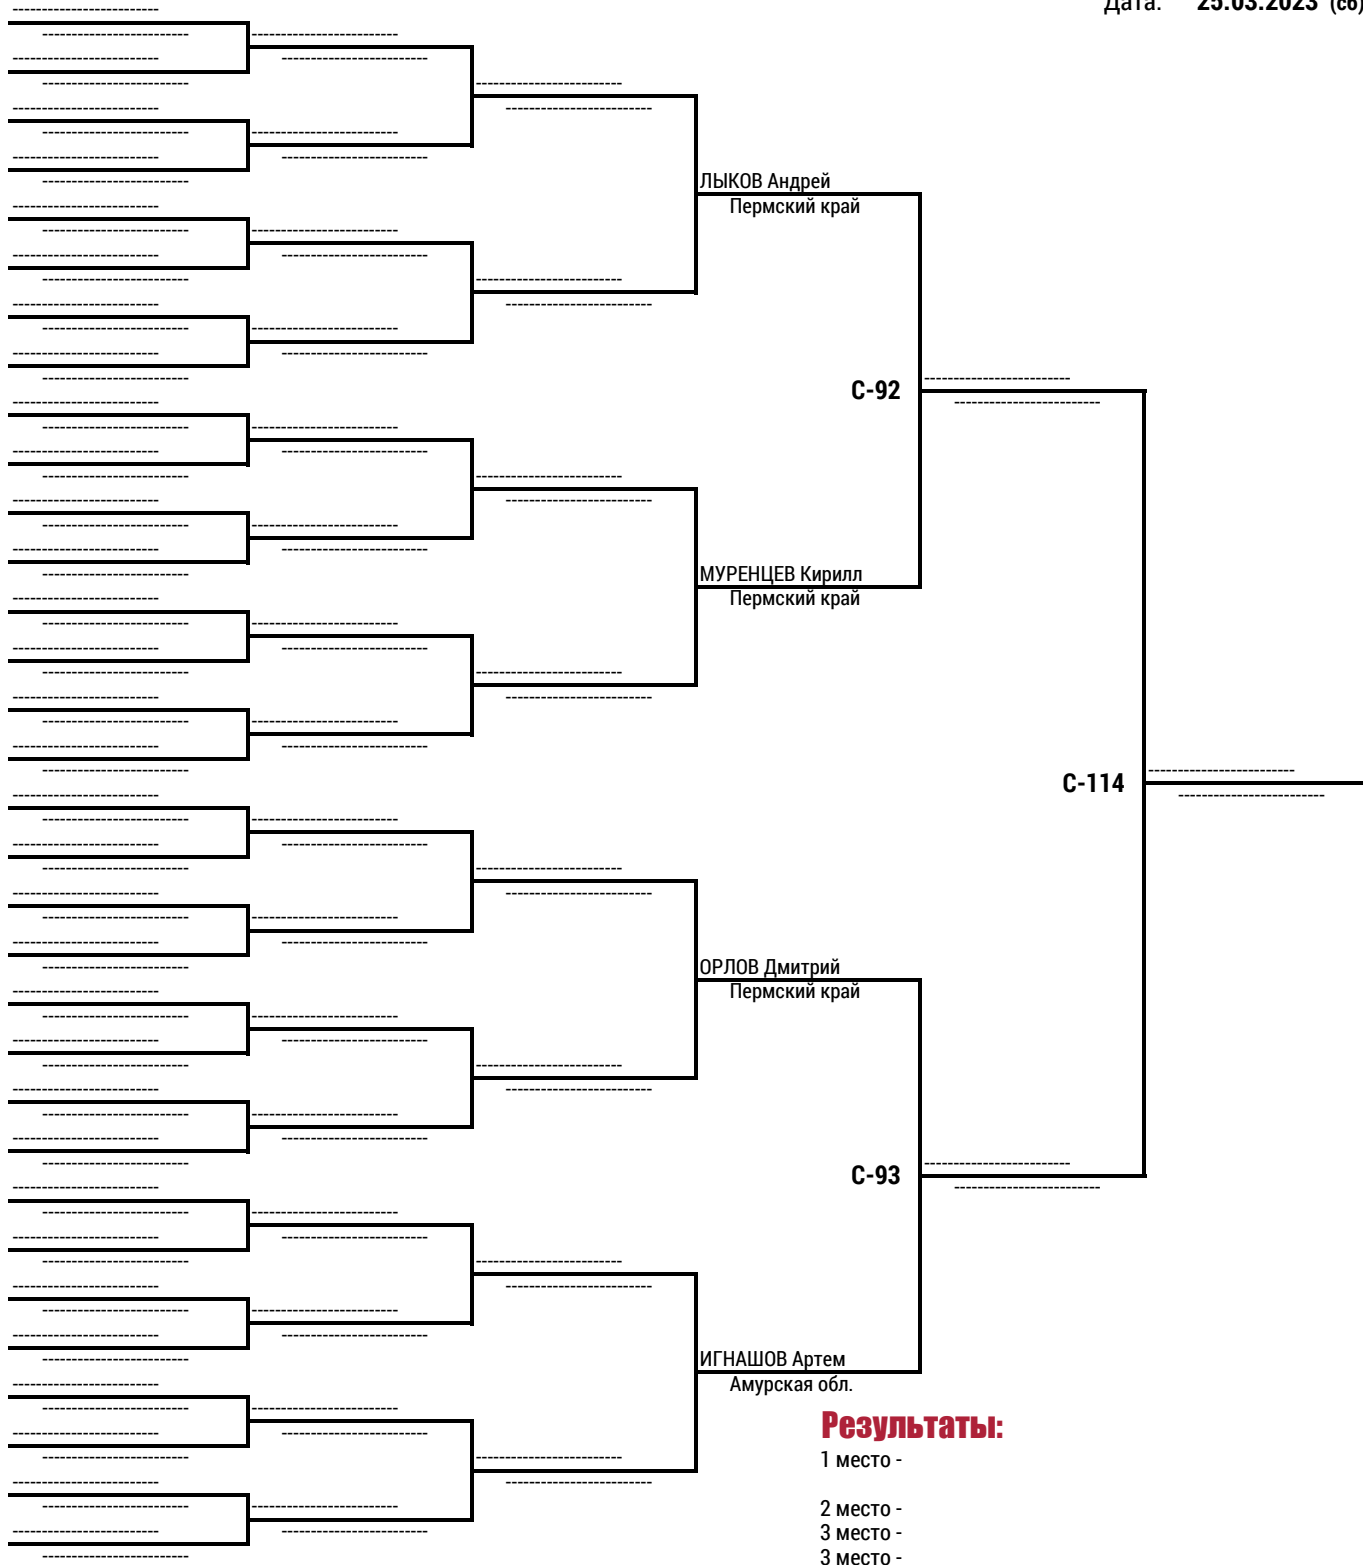 Дата: 25.03.2023 (сб)
ЛЫКОВ Андрей
Пермский край
С-92
МУРЕНЦЕВ Кирилл
Пермский край
С-114
ОРЛОВ Дмитрий
Пермский край
С-93
ИГНАШОВ Артем
Амурская обл.
Результаты:
1 место -
2 место -
3 место -
3 место -